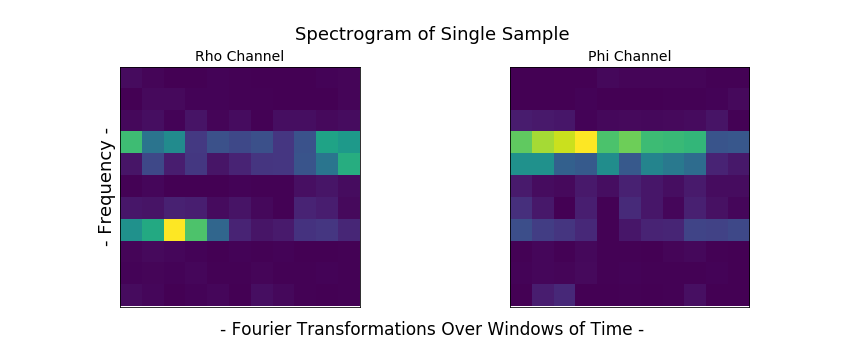 Spectrogram of Single Sample
Rho Channel
Phi Channel
- Frequency -
- Fourier Transformations Over Windows of Time -